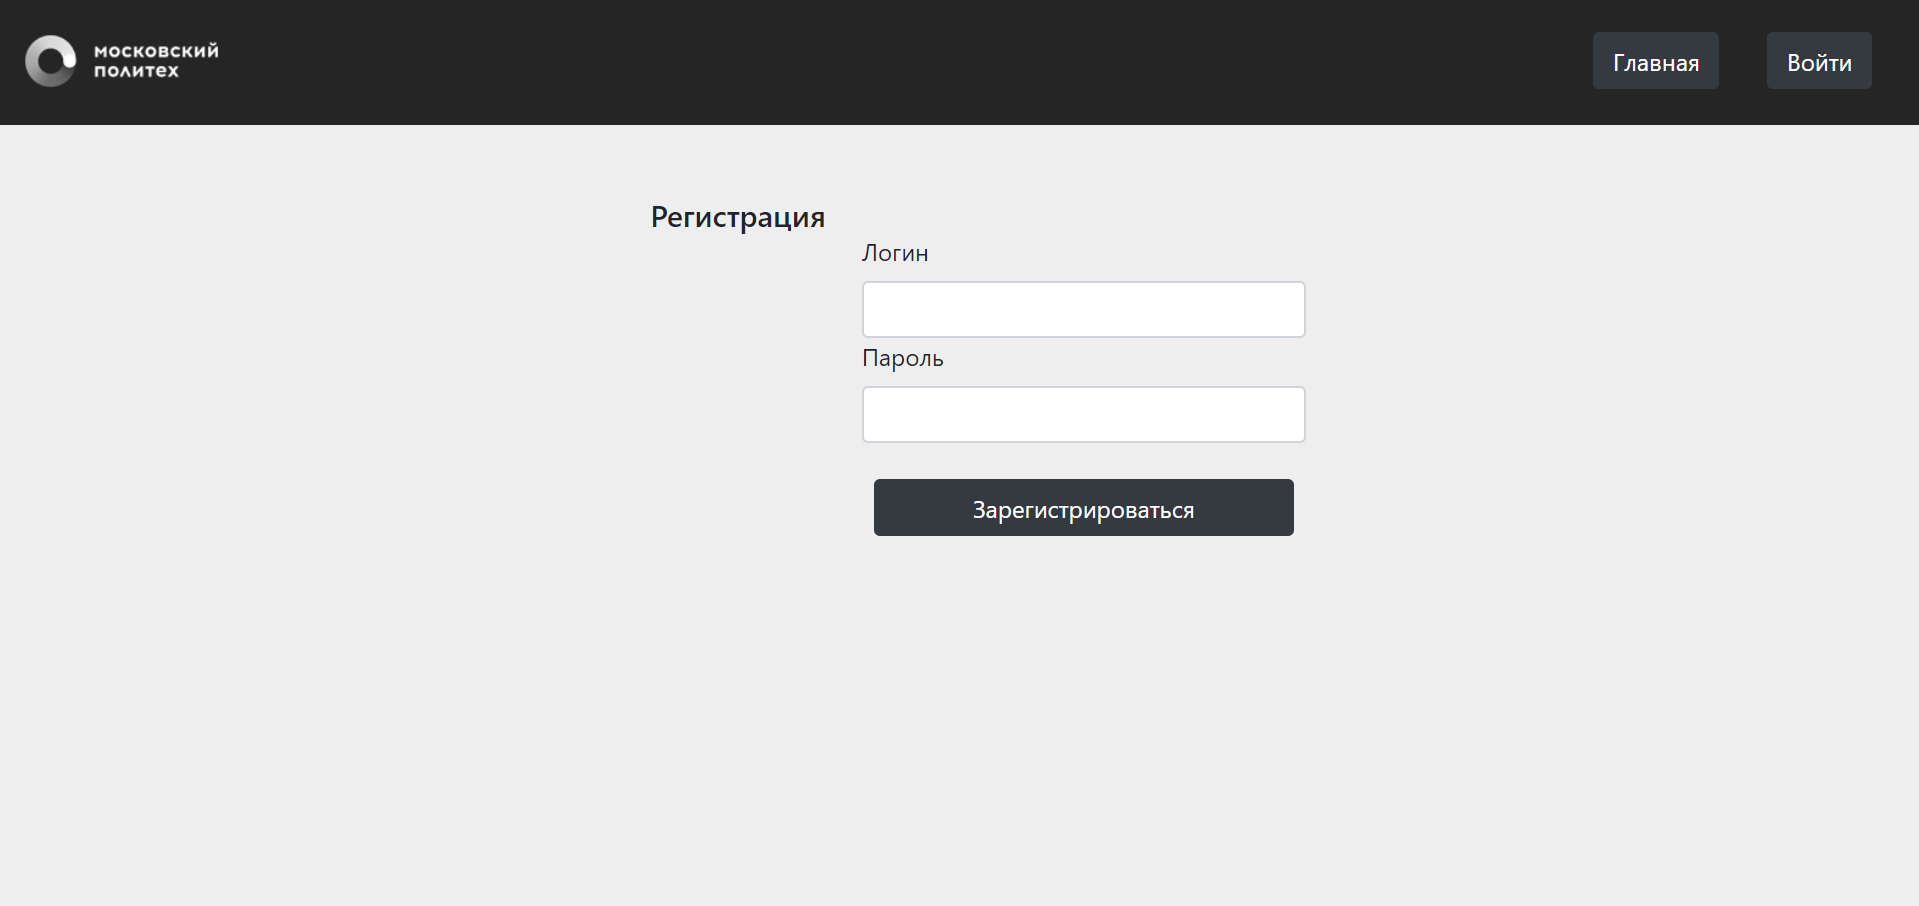 московский
политех
Главная
Войти
Регистрация
Логин
Пароль
Зарегистрироваться